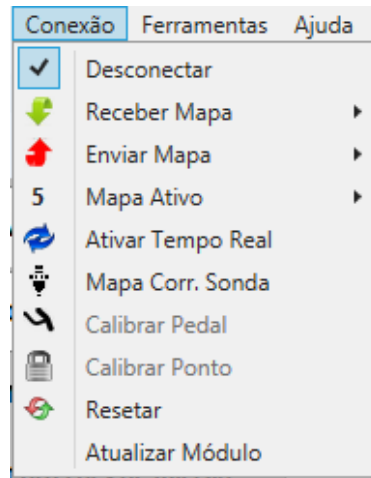 Conexão Ferramentas Ajuda
Desconectar
Receber Mapa
Enviar Mapa
5 Mapa Ativo
Ativar Tempo Real
Mapa Corr. Sonda
Calibrar Pedal
Calibrar Ponto
Resetar
Atualizar Módulo